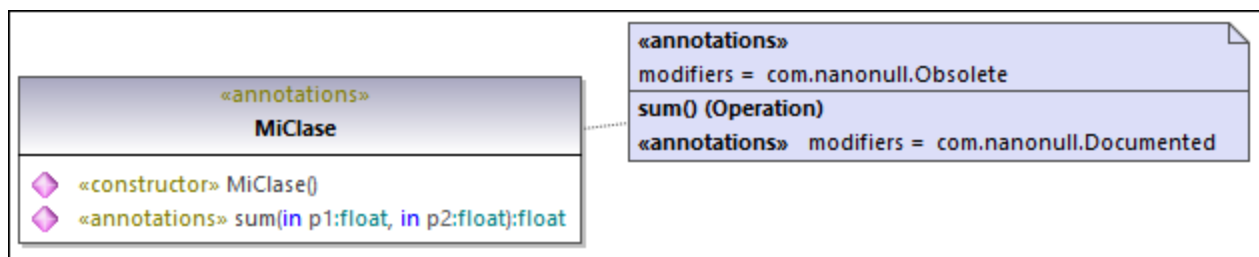 «annotations»
MiClase
«constructor» MiClase()
«annotations» sum(in p1:float, in p2:float):float
«annotations»
modifiers = com.nanonull.Obsolete
sum() (Operation)
«annotations» modifiers = com.nanonull.Documented